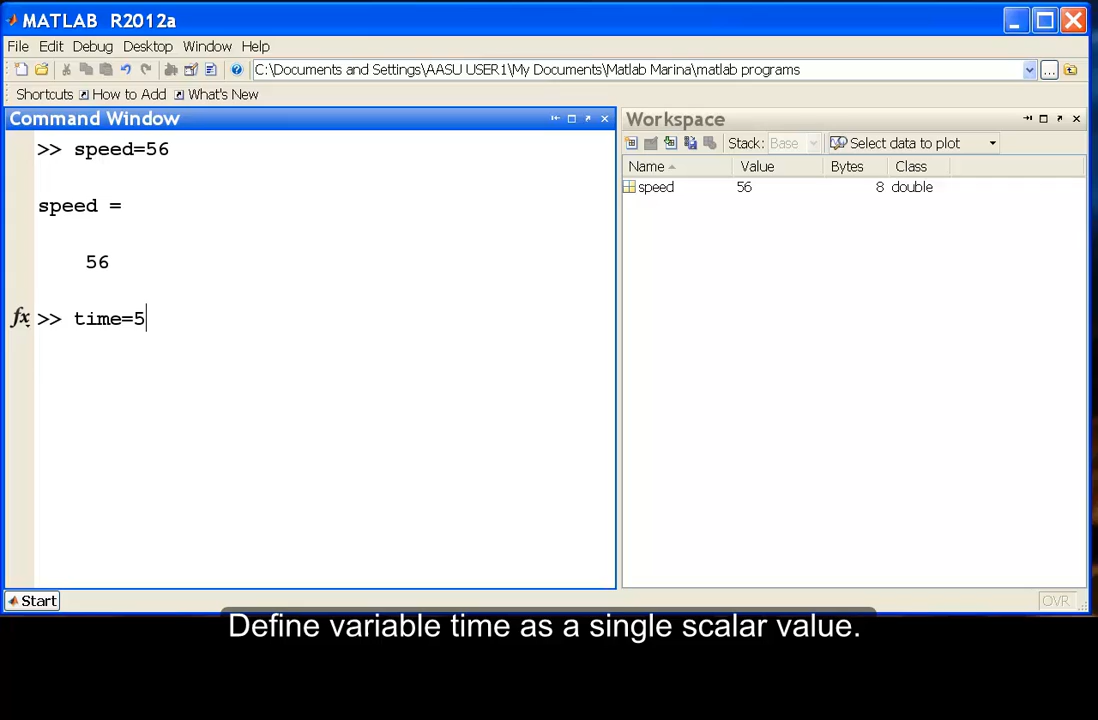 MATLAB R2012a
File Edit Debug Desktop Window Help
C:\Documents and Settings\AASU USER1\My Documents\Matlab Marina\matlab programs
Shortcuts How to Add What's New
Command Window
>> speed=56
speed =
56
fx >> time=5
Workspace
Stack: Base Select data to plot
Name Value Bytes Class
speed 56 8 double
Start
OVR
Define variable time as a single scalar value.